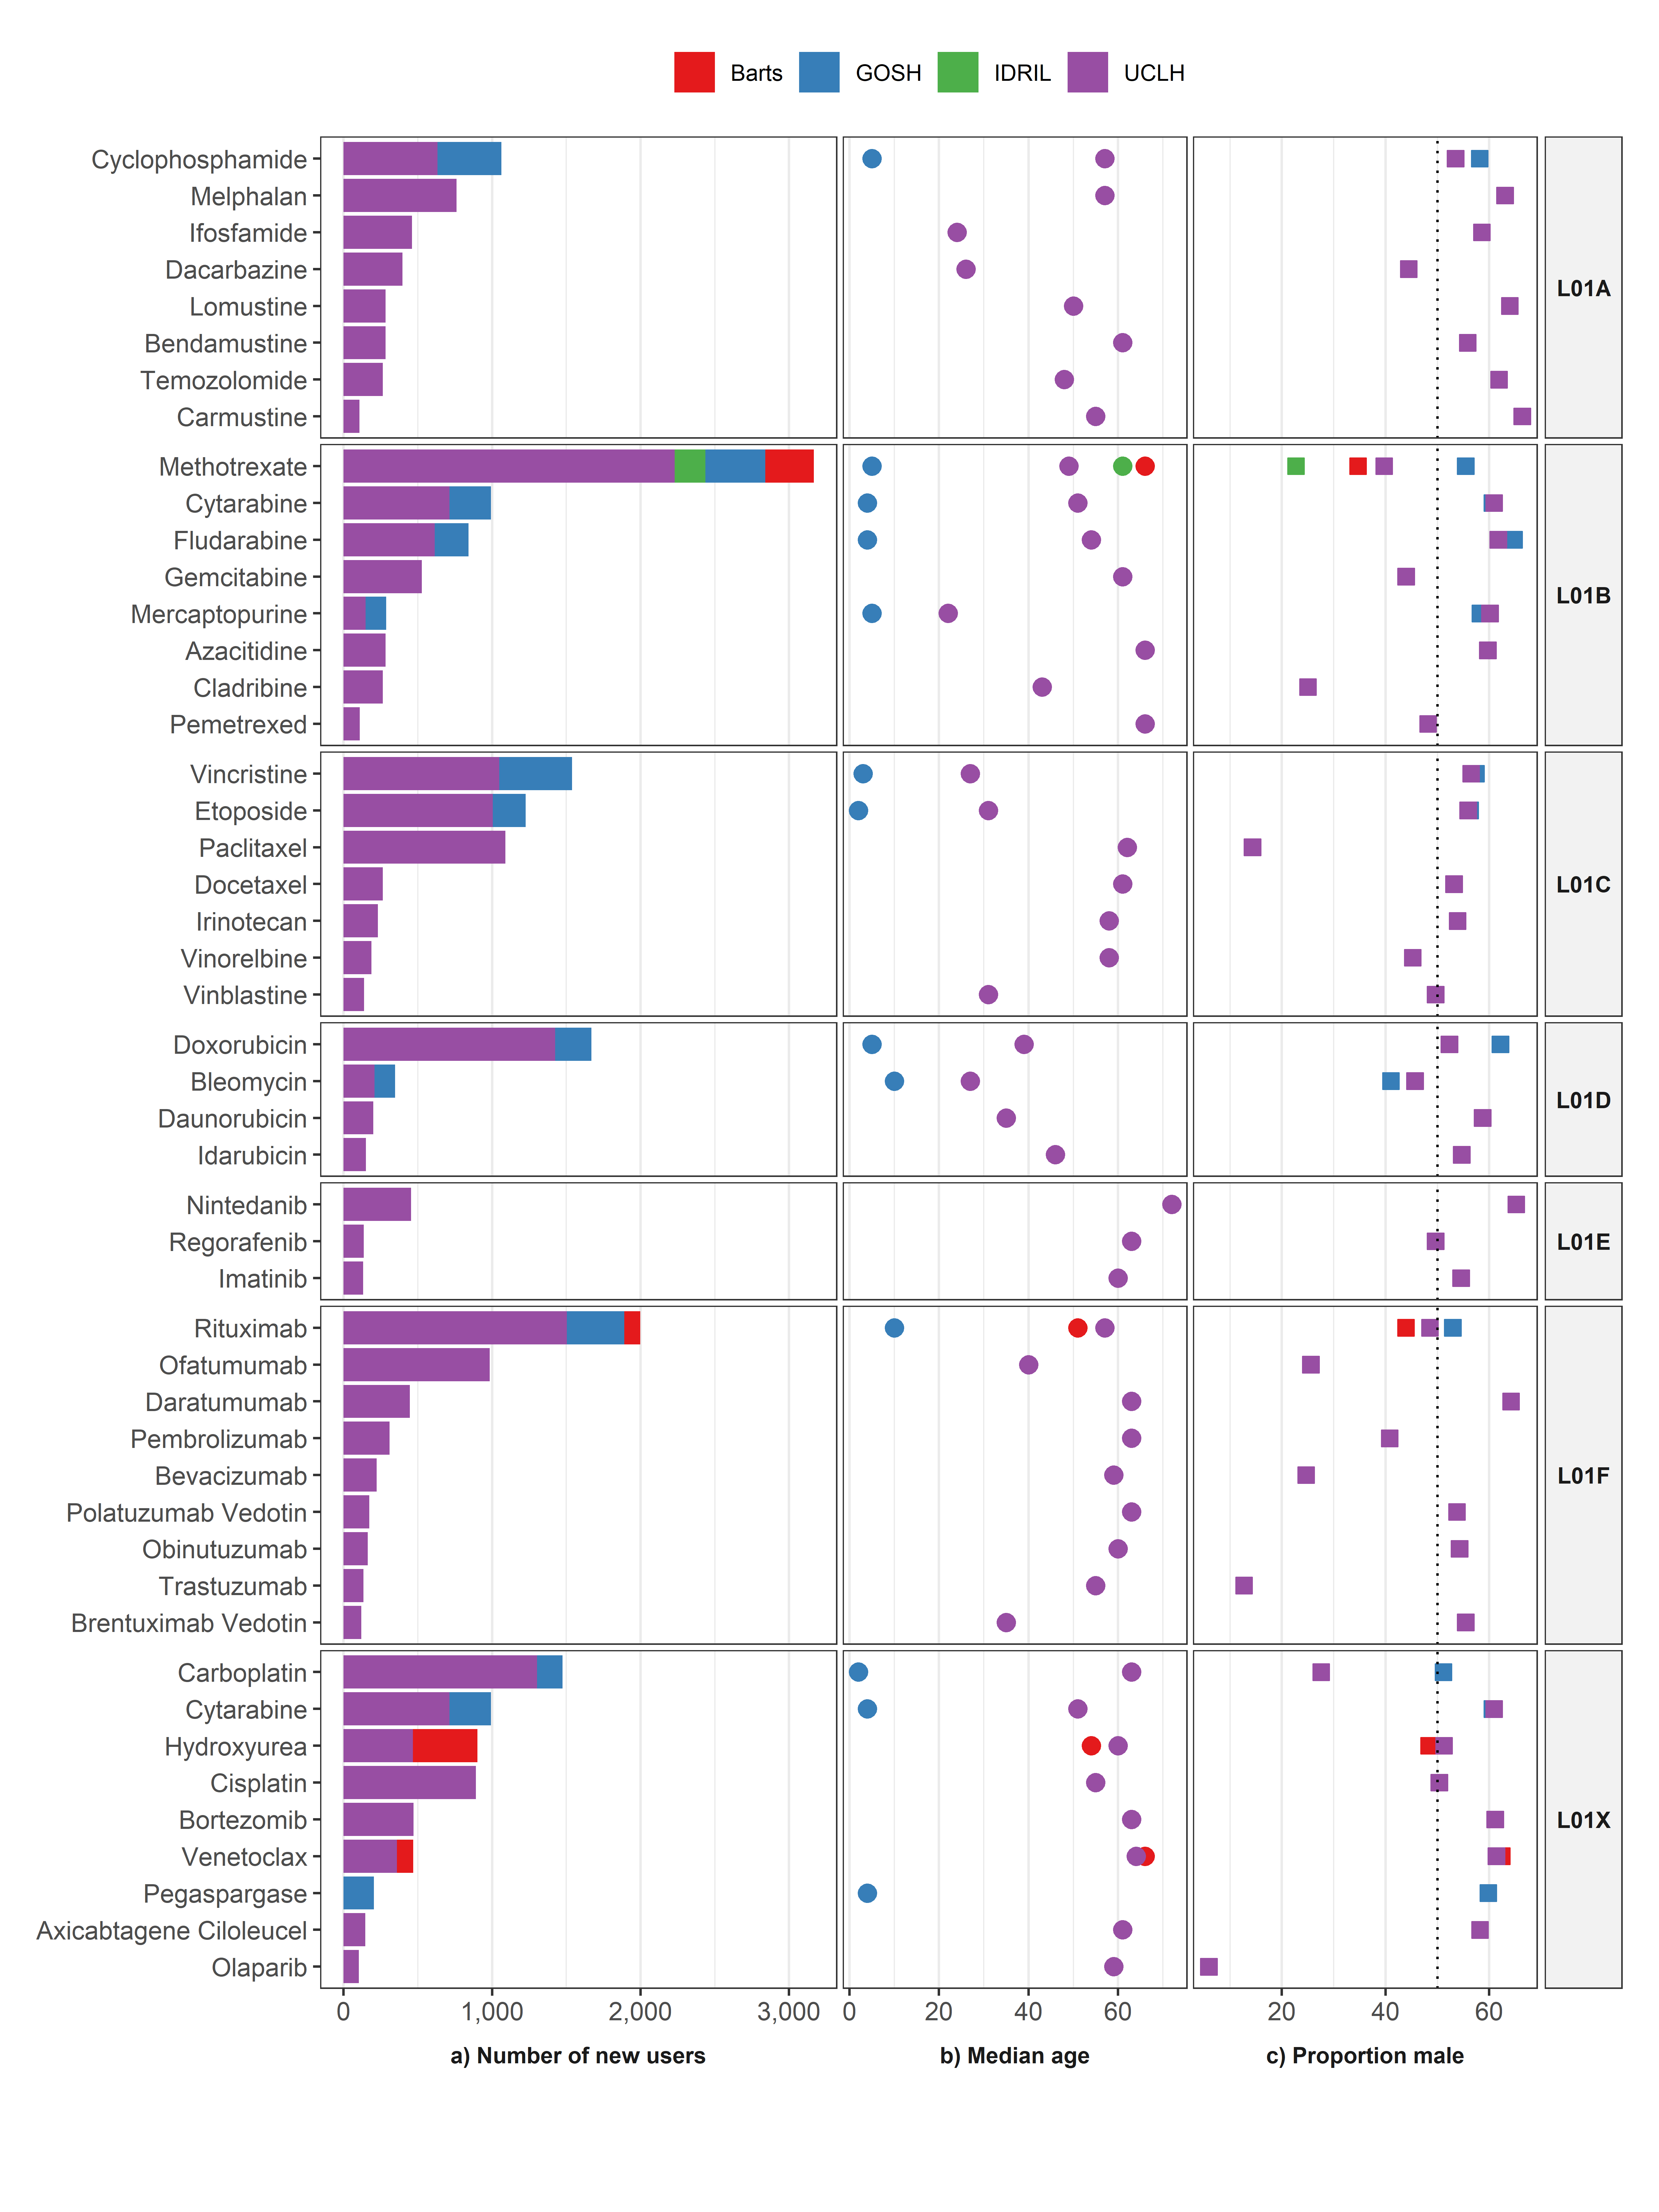 Barts GOSH IDRIL UCLH
Cyclophosphamide
Melphalan
Ifosfamide
Dacarbazine
Lomustine
Bendamustine
Temozolomide
Carmustine
L01A
Methotrexate
Cytarabine
Fludarabine
Gemcitabine
Mercaptopurine
Azacitidine
Cladribine
Pemetrexed
L01B
Vincristine
Etoposide
Paclitaxel
Docetaxel
Irinotecan
Vinorelbine
Vinblastine
L01C
Doxorubicin
Bleomycin
Daunorubicin
Idarubicin
L01D
Nintedanib
Regorafenib
Imatinib
L01E
Rituximab
Ofatumumab
Daratumumab
Pembrolizumab
Bevacizumab
Polatuzumab Vedotin
Obinutuzumab
Trastuzumab
Brentuximab Vedotin
L01F
Carboplatin
Cytarabine
Hydroxyurea
Cisplatin
Bortezomib
Venetoclax
Pegaspargase
Axicabtagene Ciloleucel
Olaparib
L01X
0 1,000 2,000 3,000 0 20 40 60 20 40 60
a) Number of new users b) Median age c) Proportion male